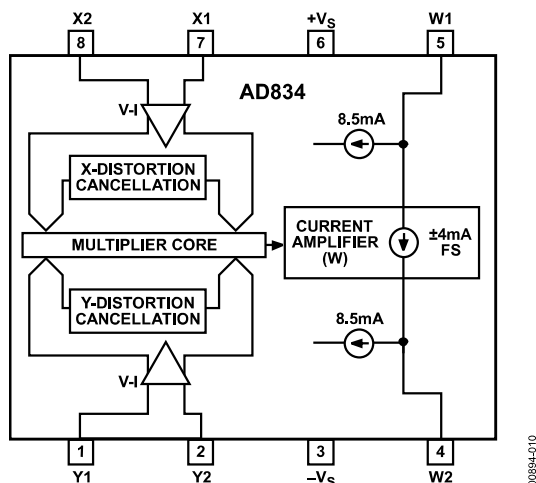 X2 X1 +VS W1
8 7 6 5
AD834
V-I
8.5mA
X-DISTORTION
CANCELLATION
MULTIPLIER CORE
CURRENT
AMPLIFIER
(W)
±4mA
FS
Y-DISTORTION
CANCELLATION
8.5mA
V-I
1 2 3 4
Y1 Y2 –VS W2
00894-010